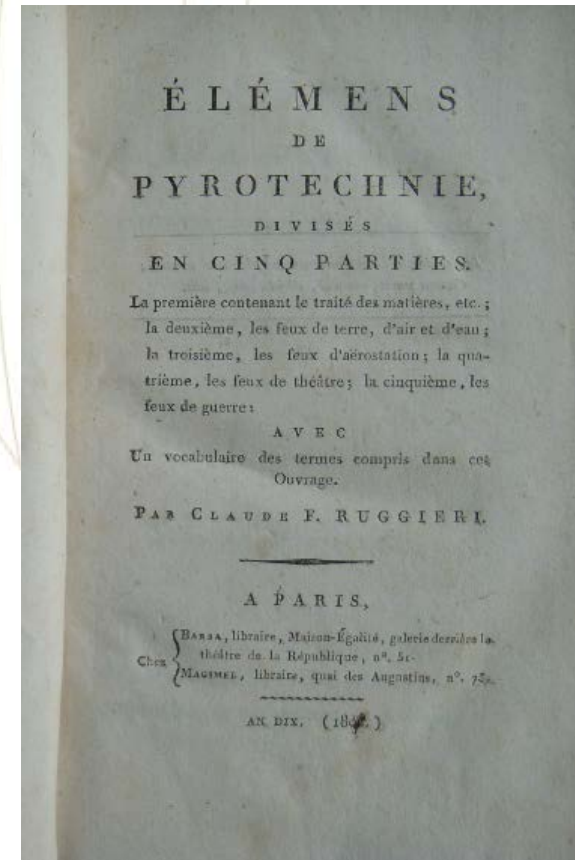 ÉLÉMENS
DE
PYROTECHNIE,
DIVISÉS
EN CINQ PARTIES.
La première contenant le traité des matières, etc. ;
la deuxième, les feux de terre, d'air et d'eau ;
la troisième, les feux d'aérostation ; la qua-
trième, les feux de théâtre ; la cinquième, les
feux de guerre :
AVEC
Un vocabulaire des termes compris dans cet
Ouvrage.
PAR CLAUDE F. RUGGIERI.
A PARIS,
Chez
BARBA, libraire, Maison-Égalité, galerie derrière le
théâtre de la République, n°. 51.
MAGIMEL, libraire, quai des Augustins, n°.
AN DIX.